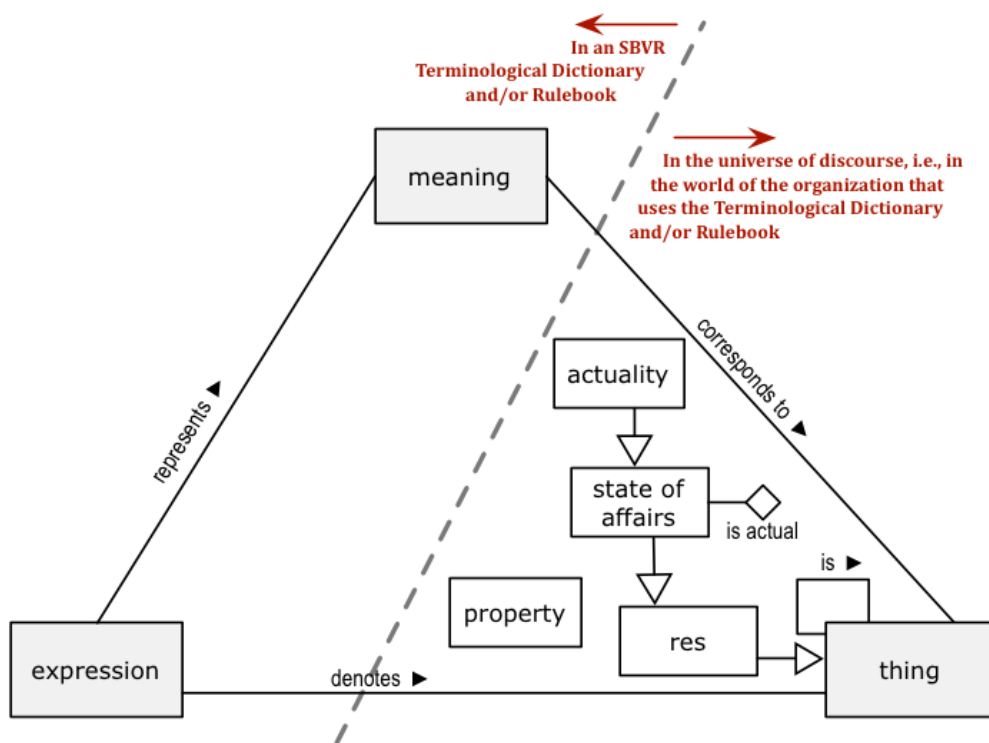 In an SBVR
Terminological Dictionary
and/or Rulebook
In the universe of discourse, i.e., in
the world of the organization that
uses the Terminological Dictionary
and/or Rulebook
meaning
represents ►
corresponds to ►
actuality
state of
affairs
is actual
is ►
property
res
expression
denotes ►
thing